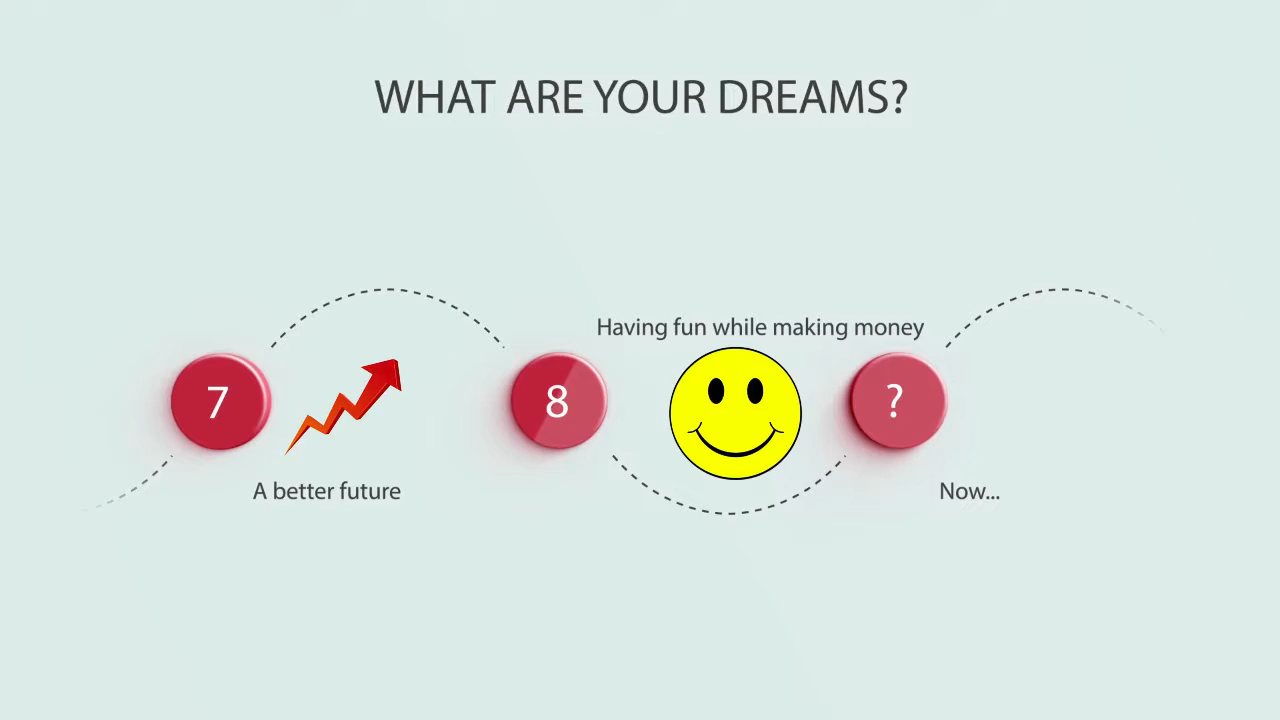 WHAT ARE YOUR DREAMS?
Having fun while making money
7
8
?
A better future
Now...